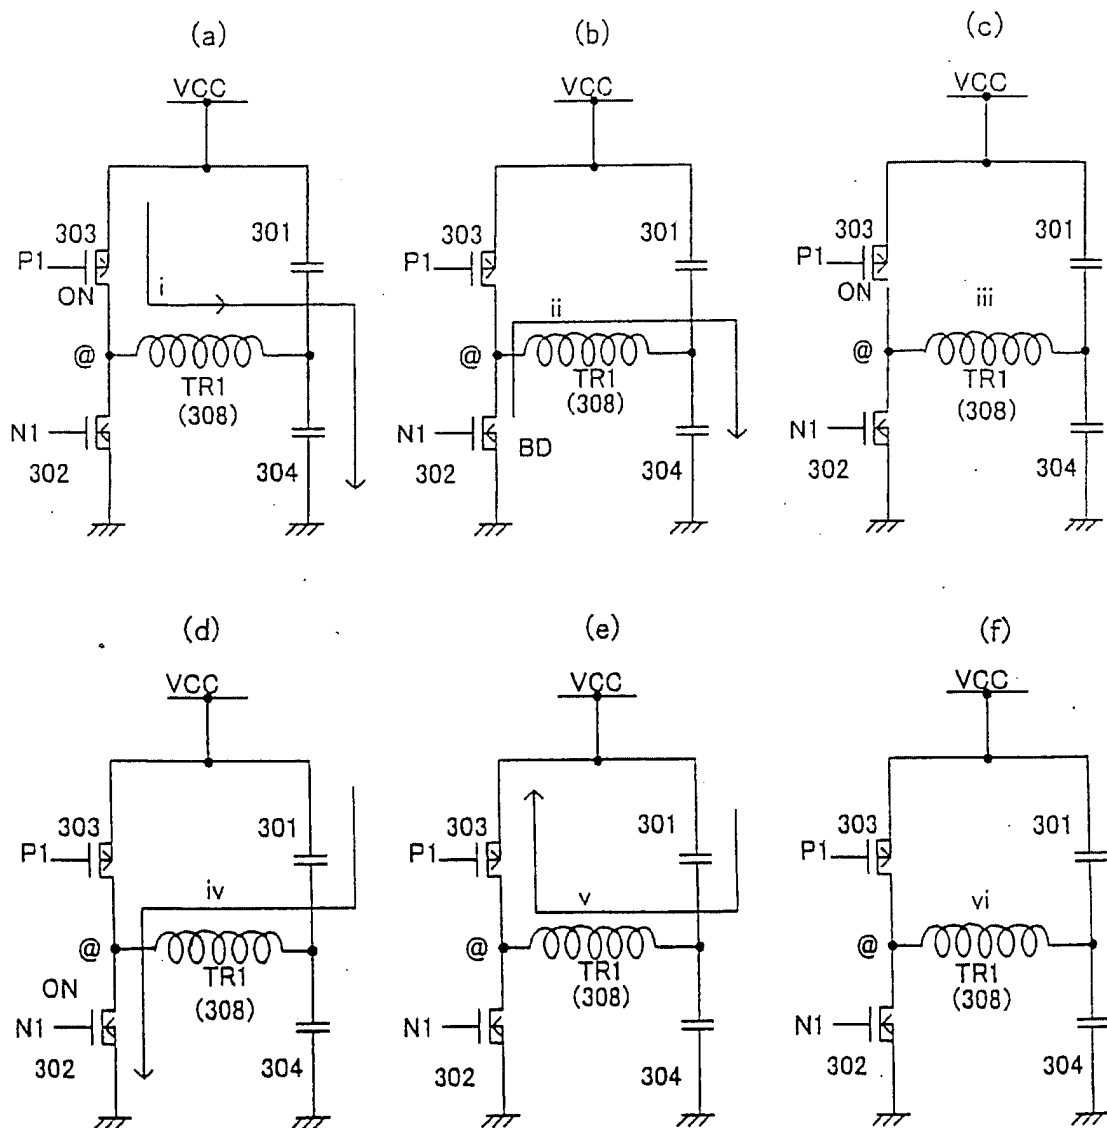 (a)
VCC
303
301
P1
ON
i
@
TR1
(308)
N1
302
304
(b)
VCC
303
301
P1
ii
@
TR1
(308)
N1
BD
302
304
(c)
VCC
303
301
P1
ON
iii
@
TR1
(308)
N1
302
304
(d)
VCC
303
301
P1
iv
@
TR1
(308)
ON
N1
302
304
(e)
VCC
303
301
P1
v
@
TR1
(308)
N1
302
304
(f)
VCC
303
301
P1
vi
@
TR1
(308)
N1
302
304